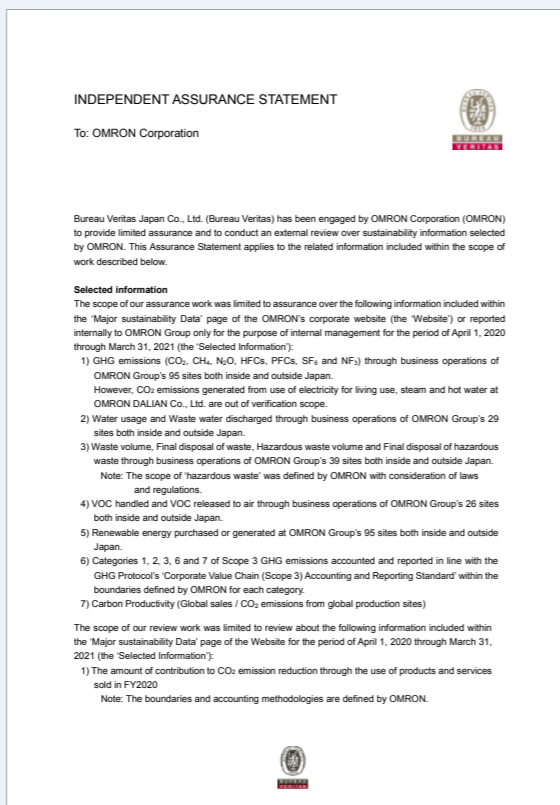 INDEPENDENT ASSURANCE STATEMENT
To: OMRON Corporation
BUREAU
VERITAS
Bureau Veritas Japan Co., Ltd. (Bureau Veritas) has been engaged by OMRON Corporation (OMRON)
to provide limited assurance and to conduct an external review over sustainability information selected
by OMRON. This Assurance Statement applies to the related information included within the scope of
work described below.
Selected information
The scope of our assurance work was limited to assurance over the following information included within
the ‘Major sustainability Data’ page of the OMRON's corporate website (the ‘Website’) or reported
internally to OMRON Group only for the purpose of internal management for the period of April 1, 2020
through March 31, 2021 (the ‘Selected Information’):
1) GHG emissions (CO₂, CH₄, N₂O, HFCs, PFCs, SF₆ and NF₃) through business operations of
OMRON Group's 95 sites both inside and outside Japan.
However, CO₂ emissions generated from use of electricity for living use, steam and hot water at
OMRON DALIAN Co., Ltd. are out of verification scope.
2) Water usage and Waste water discharged through business operations of OMRON Group's 29
sites both inside and outside Japan.
3) Waste volume, Final disposal of waste, Hazardous waste volume and Final disposal of hazardous
waste through business operations of OMRON Group's 39 sites both inside and outside Japan.
Note: The scope of ‘hazardous waste’ was defined by OMRON with consideration of laws
and regulations.
4) VOC handled and VOC released to air through business operations of OMRON Group's 26 sites
both inside and outside Japan.
5) Renewable energy purchased or generated at OMRON Group's 95 sites both inside and outside
Japan.
6) Categories 1, 2, 3, 6 and 7 of Scope 3 GHG emissions accounted and reported in line with the
GHG Protocol's ‘Corporate Value Chain (Scope 3) Accounting and Reporting Standard’ within the
boundaries defined by OMRON for each category.
7) Carbon Productivity (Global sales / CO₂ emissions from global production sites)
The scope of our review work was limited to review about the following information included within
the ‘Major sustainability Data’ page of the Website for the period of April 1, 2020 through March 31,
2021 (the ‘Selected Information’):
1) The amount of contribution to CO₂ emission reduction through the use of products and services
sold in FY2020
Note: The boundaries and accounting methodologies are defined by OMRON.
BUREAU
VERITAS